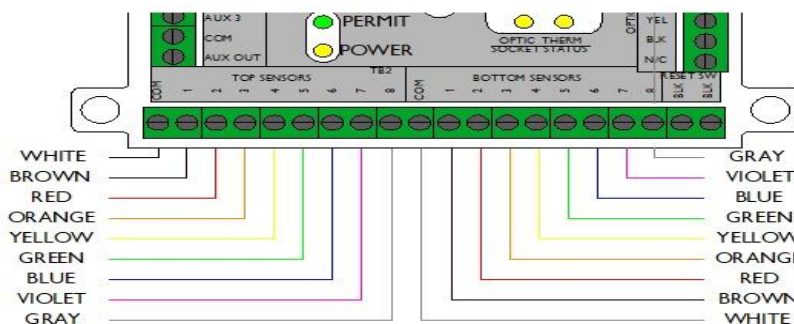 AUX 3
COM
AUX OUT
PERMIT
POWER
OPTIC THERM
SOCKET STATUS
OPTI
YEL
BLK
N/C
TOP SENSORS
TB2
BOTTOM SENSORS
RESET SW
COM 1 2 3 4 5 6 7 8 COM 1 2 3 4 5 6 7 8 BLK BLK
WHITE
BROWN
RED
ORANGE
YELLOW
GREEN
BLUE
VIOLET
GRAY
GRAY
VIOLET
BLUE
GREEN
YELLOW
ORANGE
RED
BROWN
WHITE